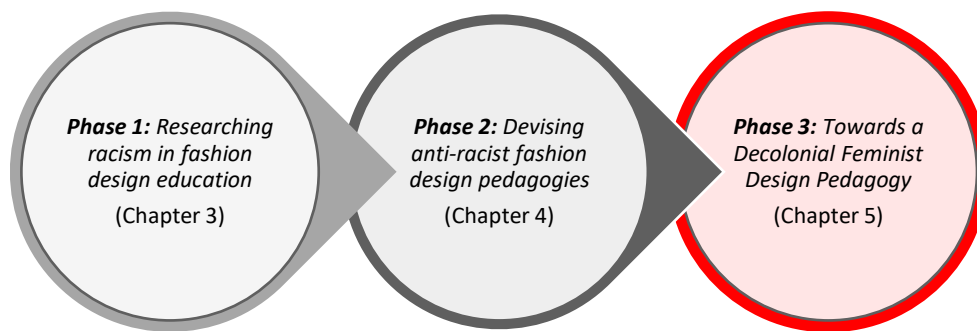 Phase 1: Researching
racism in fashion
design education
(Chapter 3)
Phase 2: Devising
anti-racist fashion
design pedagogies
(Chapter 4)
Phase 3: Towards a
Decolonial Feminist
Design Pedagogy
(Chapter 5)